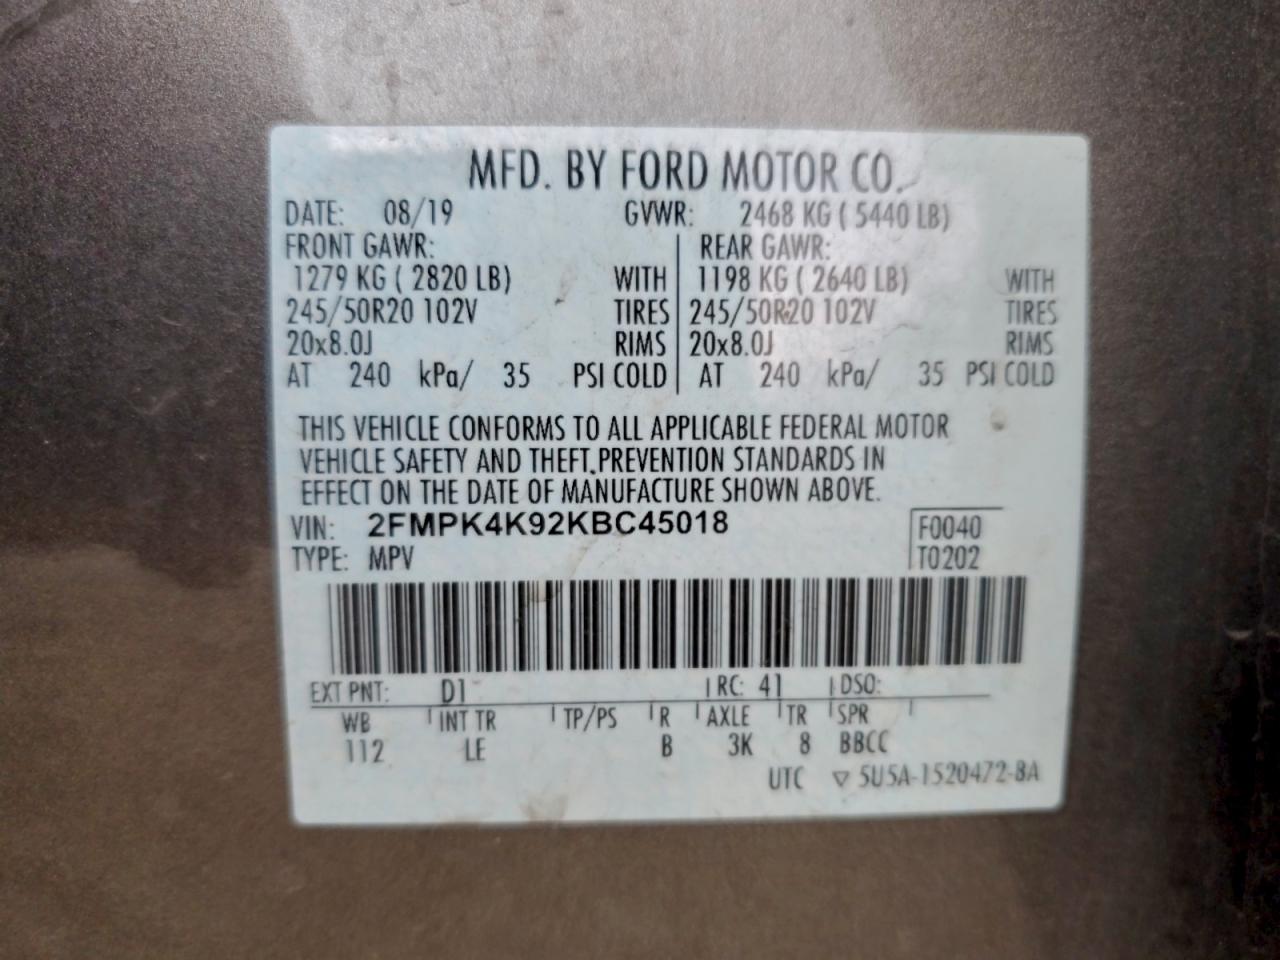 MFD. BY FORD MOTOR CO.
DATE: 08/19 GVWR: 2468 KG ( 5440 LB)
FRONT GAWR: REAR GAWR:
1279 KG ( 2820 LB) WITH 1198 KG ( 2640 LB) WITH
245/50R20 102V TIRES 245/50R20 102V TIRES
20x8.0J RIMS 20x8.0J RIMS
AT 240 kPa/ 35 PSI COLD AT 240 kPa/ 35 PSI COLD
THIS VEHICLE CONFORMS TO ALL APPLICABLE FEDERAL MOTOR
VEHICLE SAFETY AND THEFT PREVENTION STANDARDS IN
EFFECT ON THE DATE OF MANUFACTURE SHOWN ABOVE.
VIN: 2FMPK4K92KBC45018 F0040
TYPE: MPV T0202
EXT PNT: D1 RC: 41 DSO:
WB INT TR TP/PS R AXLE TR SPR
112 LE B 3K 8 BBCC
UTC ▽ 5U5A-1520472-BA